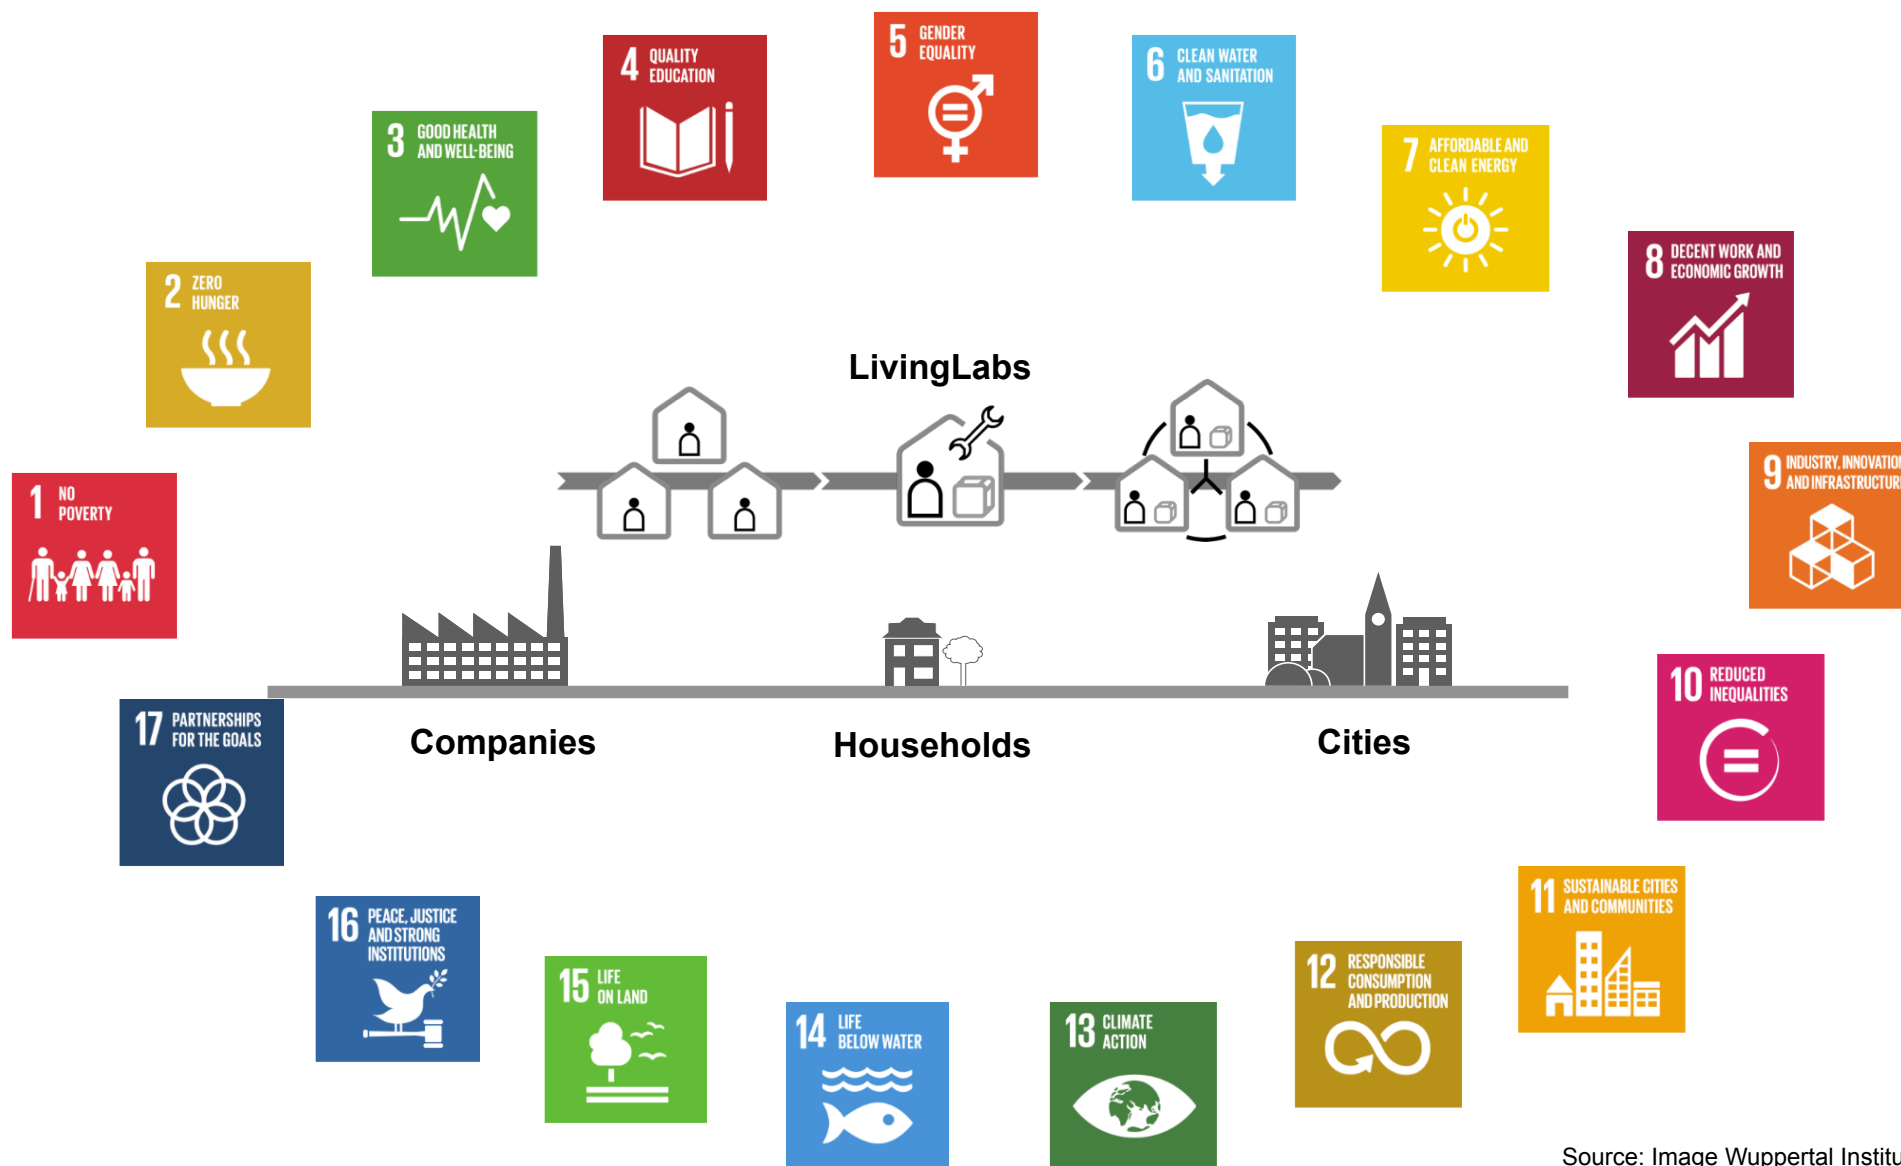 1 NO
POVERTY
2 ZERO
HUNGER
3 GOOD HEALTH
AND WELL-BEING
4 QUALITY
EDUCATION
5 GENDER
EQUALITY
6 CLEAN WATER
AND SANITATION
7 AFFORDABLE AND
CLEAN ENERGY
8 DECENT WORK AND
ECONOMIC GROWTH
9 INDUSTRY, INNOVATION
AND INFRASTRUCTURE
10 REDUCED
INEQUALITIES
11 SUSTAINABLE CITIES
AND COMMUNITIES
12 RESPONSIBLE
CONSUMPTION
AND PRODUCTION
13 CLIMATE
ACTION
14 LIFE
BELOW WATER
15 LIFE
ON LAND
16 PEACE, JUSTICE
AND STRONG
INSTITUTIONS
17 PARTNERSHIPS
FOR THE GOALS
LivingLabs
Companies
Households
Cities
Source: Image Wuppertal Institu